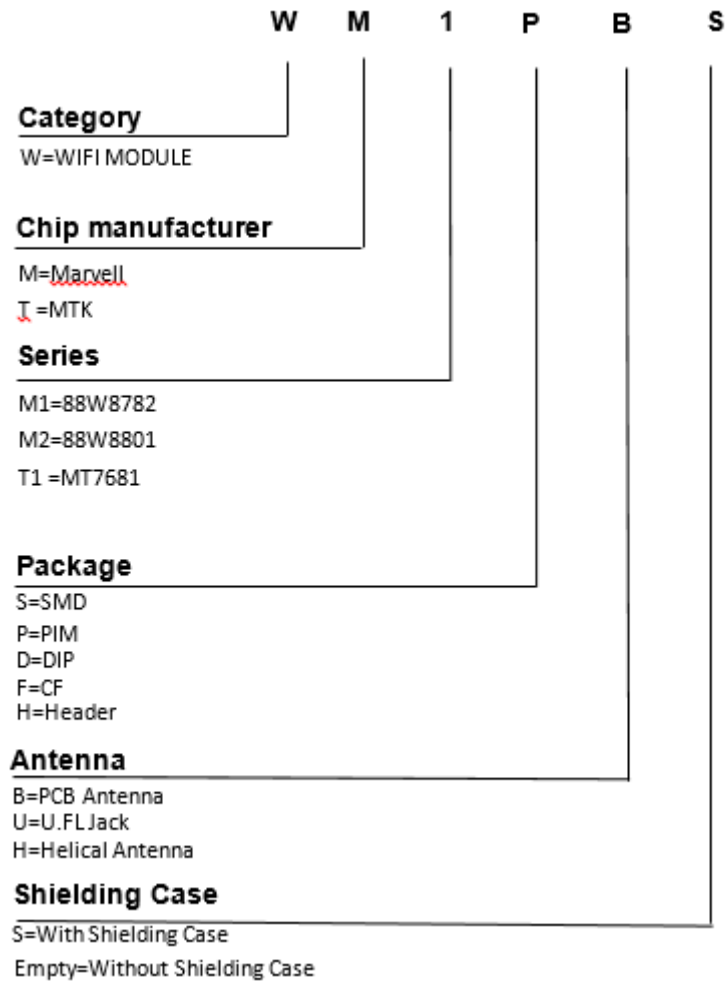 W M 1 P B S
Category
W=WIFI MODULE
Chip manufacturer
M=Marvell
T =MTK
Series
M1=88W8782
M2=88W8801
T1 =MT7681
Package
S=SMD
P=PIM
D=DIP
F=CF
H=Header
Antenna
B=PCB Antenna
U=U.FL Jack
H=Helical Antenna
Shielding Case
S=With Shielding Case
Empty=Without Shielding Case